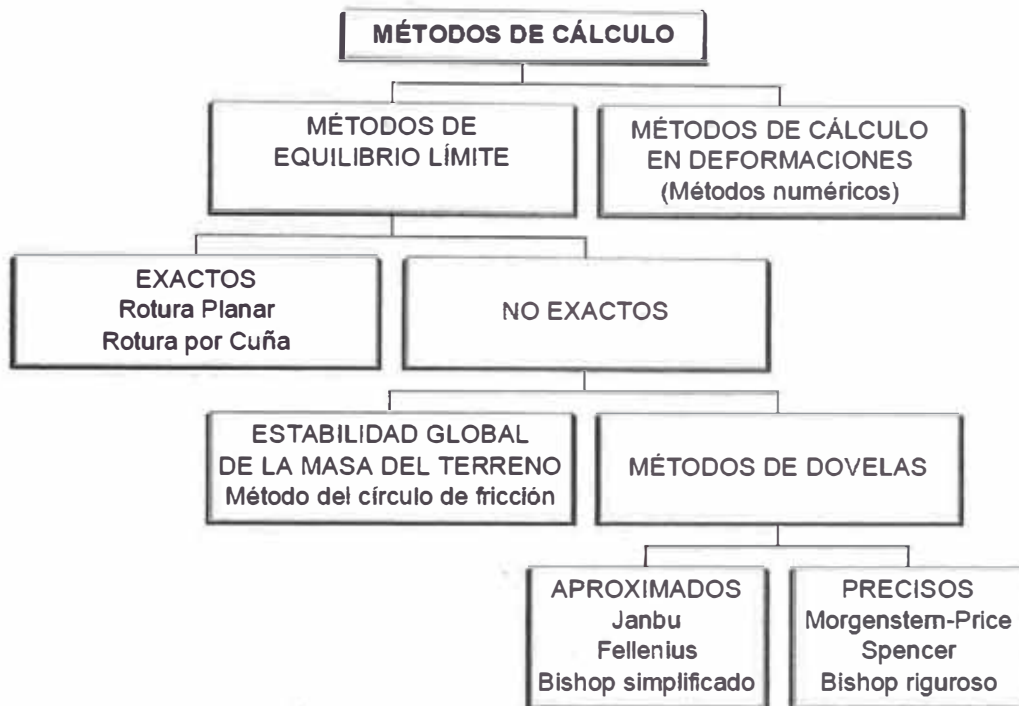 MÉTODOS DE CÁLCULO
MÉTODOS DE
EQUILIBRIO LÍMITE
MÉTODOS DE CÁLCULO
EN DEFORMACIONES
(Métodos numéricos)
EXACTOS
Rotura Planar
Rotura por Cuña
NO EXACTOS
ESTABILIDAD GLOBAL
DE LA MASA DEL TERRENO
Método del círculo de fricción
MÉTODOS DE DOVELAS
APROXIMADOS
Janbu
Fellenius
Bishop simplificado
PRECISOS
Morgenstern-Price
Spencer
Bishop riguroso